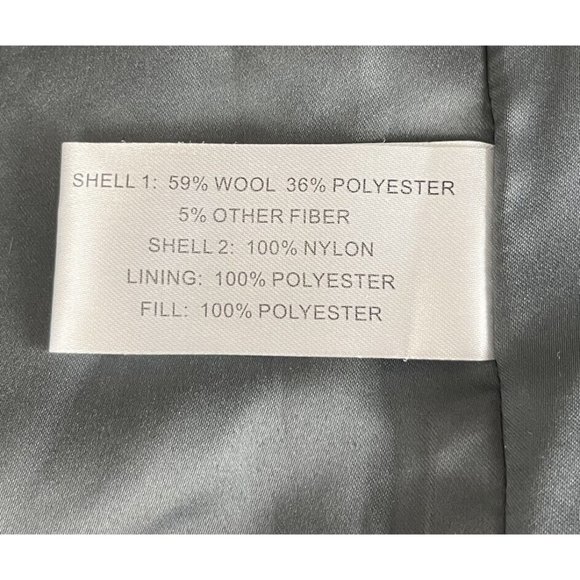 SHELL 1: 59% WOOL 36% POLYESTER
5% OTHER FIBER
SHELL 2: 100% NYLON
LINING: 100% POLYESTER
FILL: 100% POLYESTER